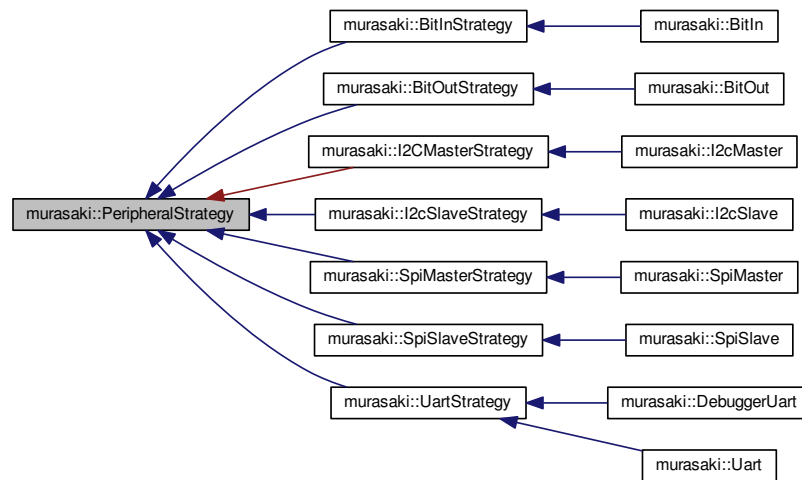 murasaki::BitInStrategy
murasaki::BitIn
murasaki::BitOutStrategy
murasaki::BitOut
murasaki::I2CMasterStrategy
murasaki::I2cMaster
murasaki::PeripheralStrategy
murasaki::I2cSlaveStrategy
murasaki::I2cSlave
murasaki::SpiMasterStrategy
murasaki::SpiMaster
murasaki::SpiSlaveStrategy
murasaki::SpiSlave
murasaki::UartStrategy
murasaki::DebuggerUart
murasaki::Uart